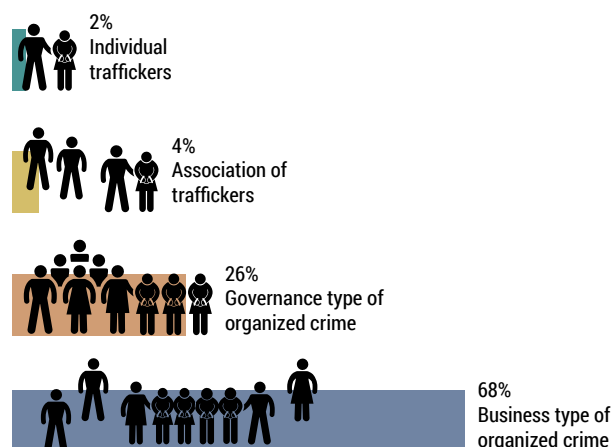 2%
Individual
traffickers
4%
Association of
traffickers
26%
Governance type of
organized crime
68%
Business type of
organized crime